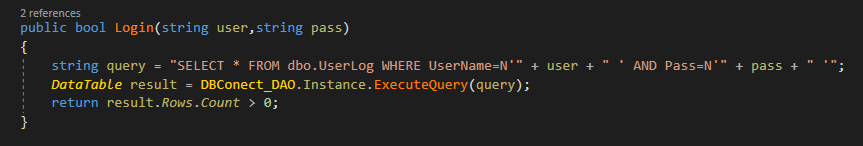 2 references
public bool Login(string user,string pass)
{
string query = "SELECT * FROM dbo.UserLog WHERE UserName=N'" + user + " ' AND Pass=N'" + pass + " '";
DataTable result = DBConect_DAO.Instance.ExecuteQuery(query);
return result.Rows.Count > 0;
}